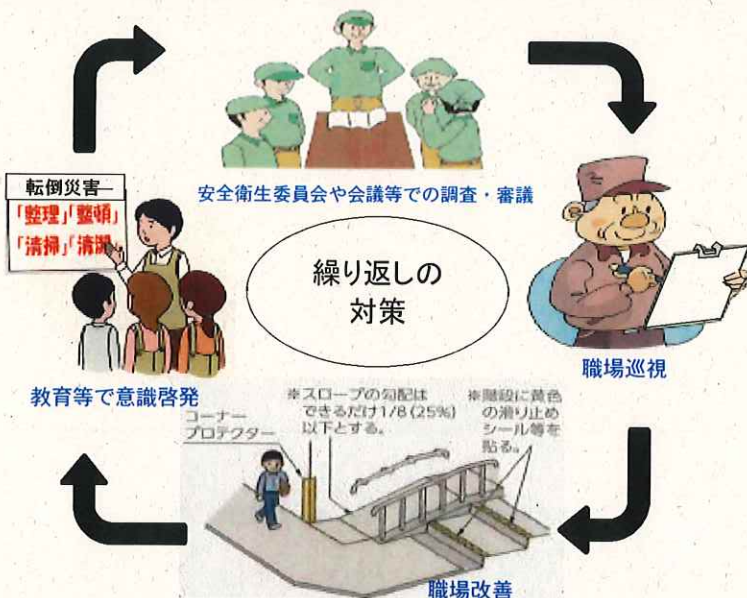 安全衛生委員会や会議等での調査・審議
転倒災害
「整理」「整頓」
「清掃」「清潔」
繰り返しの
対策
職場巡視
教育等で意識啓発
コーナー
プロテクター
※スロープの勾配は
できるだけ1/8(25%)
以下とする。
※階段に黄色
の滑り止め
シール等を
貼る。
職場改善